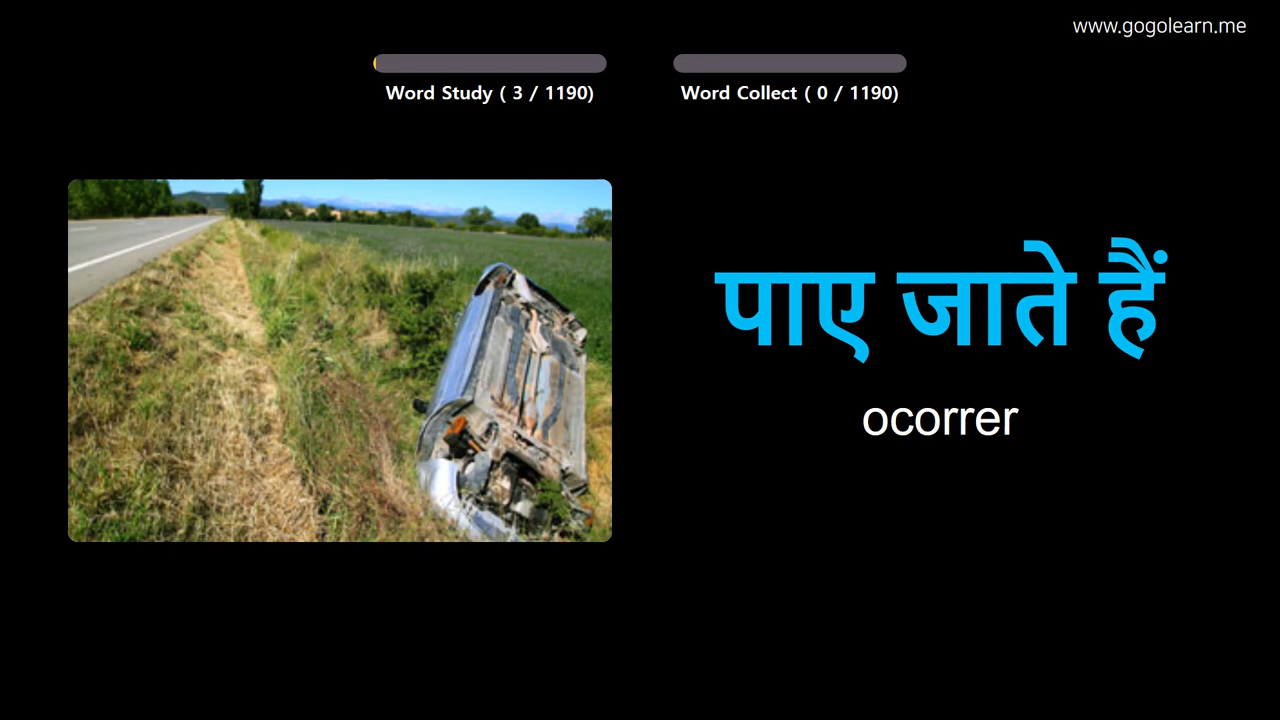 www.gogolearn.me
Word Study ( 3 / 1190)
Word Collect ( 0 / 1190)
पाए जाते हैं
ocorrer